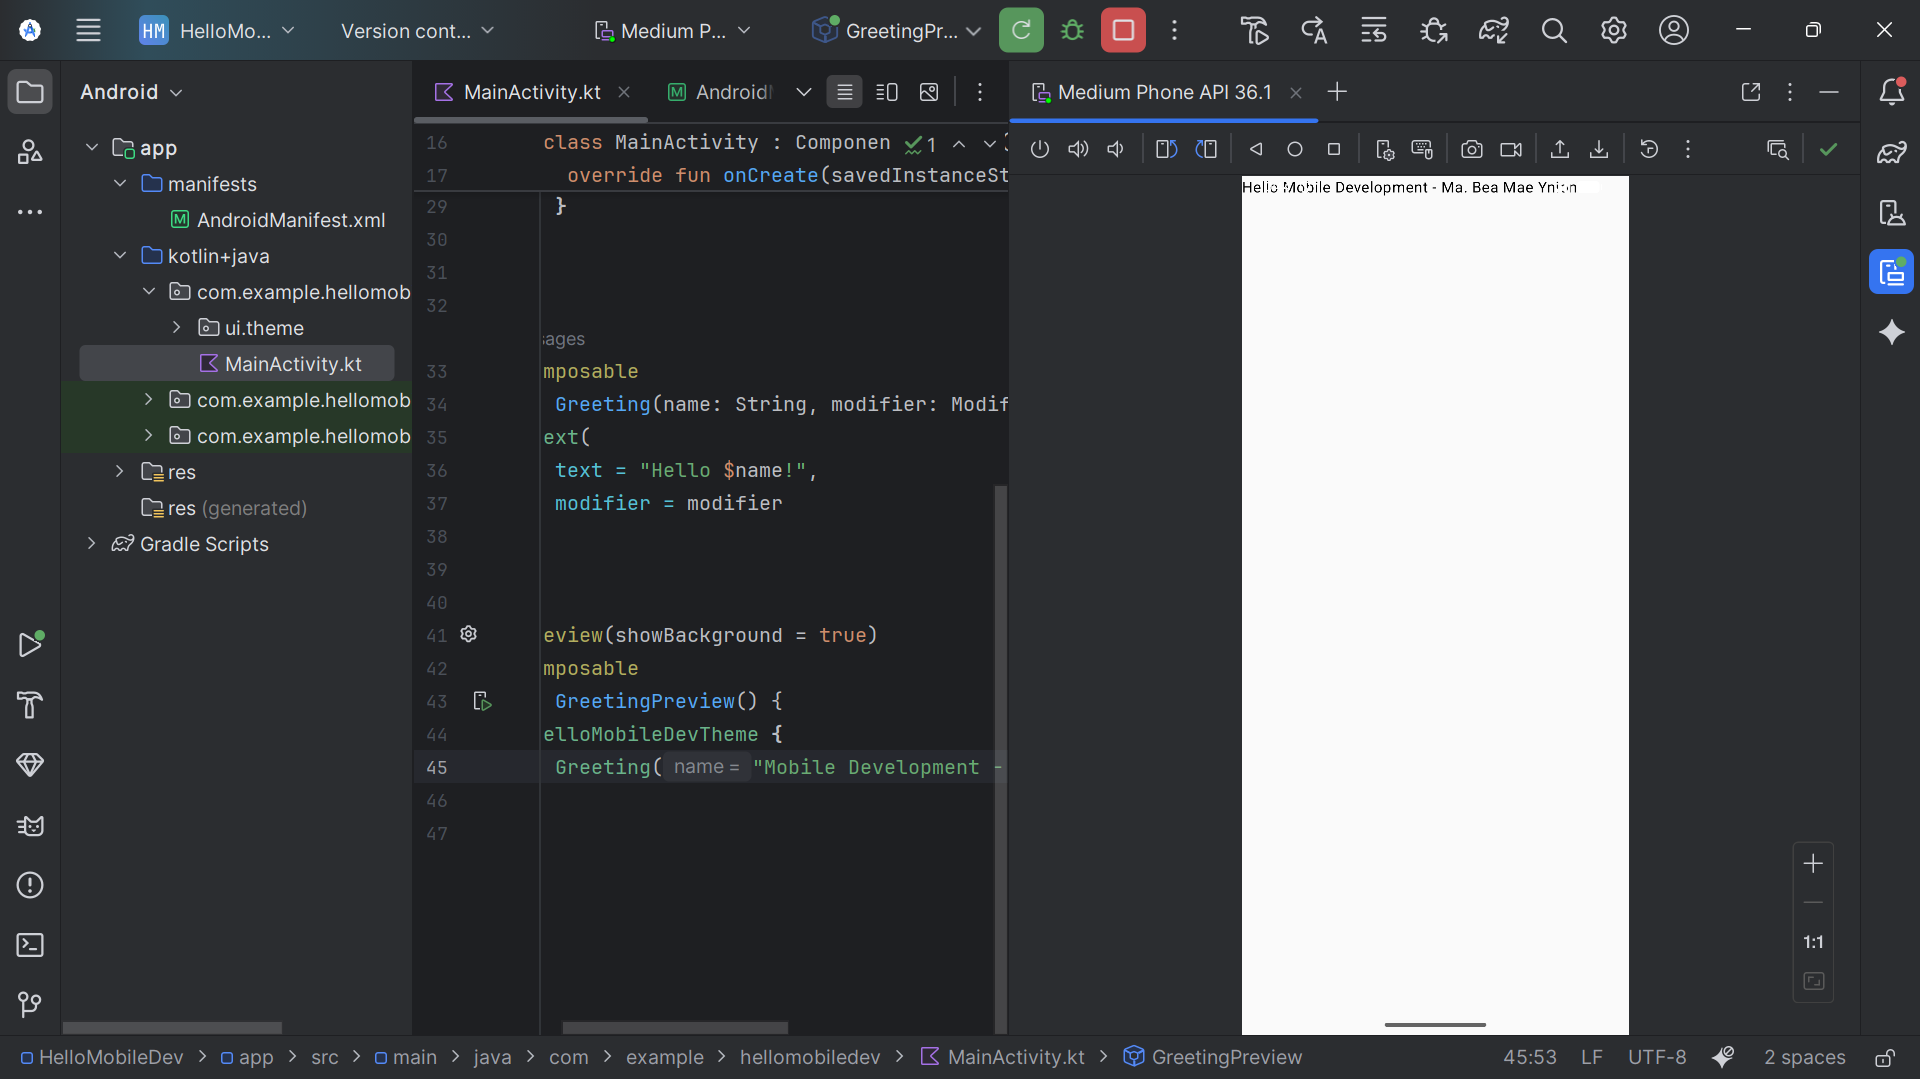 HM HelloMo... Version cont... Medium P... GreetingPr...
Android
app
manifests
AndroidManifest.xml
kotlin+java
com.example.hellomob
ui.theme
MainActivity.kt
com.example.hellomob
com.example.hellomob
res
res (generated)
Gradle Scripts
MainActivity.kt Android
16 class MainActivity : Componen 1
17 override fun onCreate(savedInstanceSt
29 }
30
31
32
sages
33 mposable
34 Greeting(name: String, modifier: Modif
35 ext(
36 text = "Hello $name!",
37 modifier = modifier
38
39
40
41 eview(showBackground = true)
42 mposable
43 GreetingPreview() {
44 elloMobileDevTheme {
45 Greeting( name = "Mobile Development -
46
47
Medium Phone API 36.1
Hello Mobile Development - Ma. Bea Mae
1:1
HelloMobileDev > app > src > main > java > com > example > hellomobiledev > MainActivity.kt > GreetingPreview
45:53 LF UTF-8 2 spaces